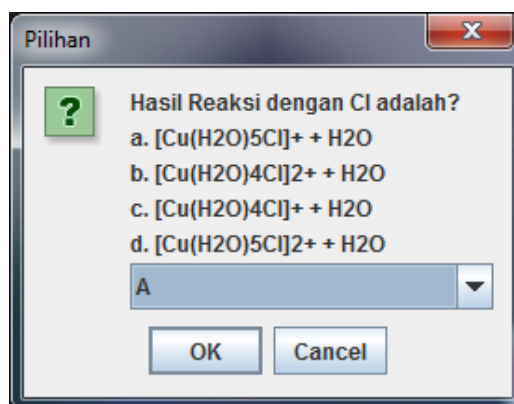 Pilihan
Hasil Reaksi dengan Cl adalah?
a. [Cu(H2O)5Cl]+ + H2O
b. [Cu(H2O)4Cl]2+ + H2O
c. [Cu(H2O)4Cl]+ + H2O
d. [Cu(H2O)5Cl]2+ + H2O
A
OK Cancel